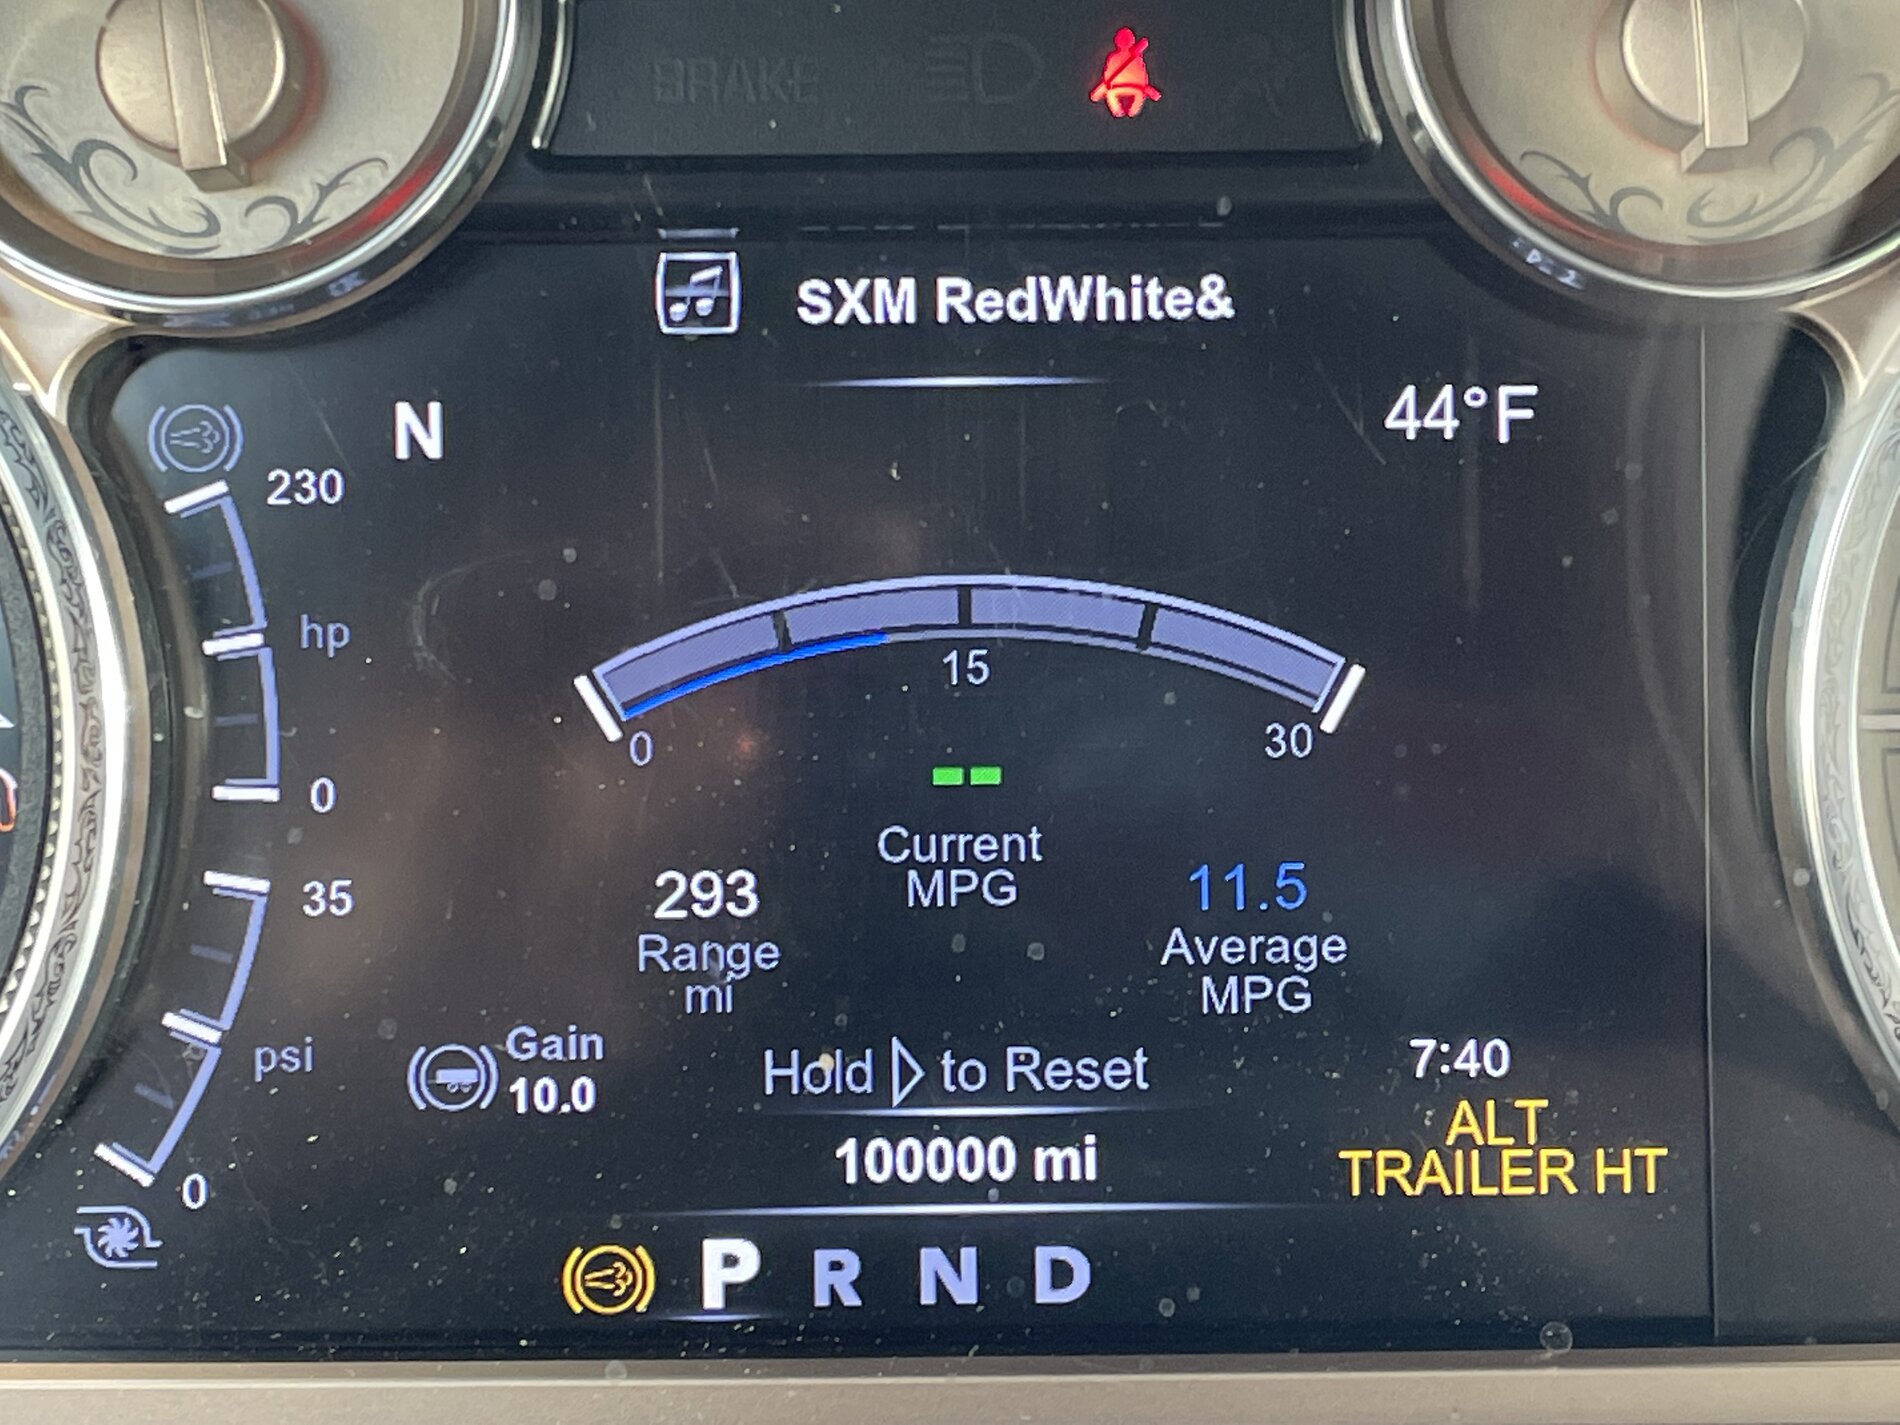 BRAKE
SXM RedWhite&
N
44°F
230
hp
0
15
0
30
Current
MPG
293
Range
mi
11.5
Average
MPG
35
psi
0
Gain
10.0
Hold to Reset
7:40
ALT
TRAILER HT
100000 mi
P R N D